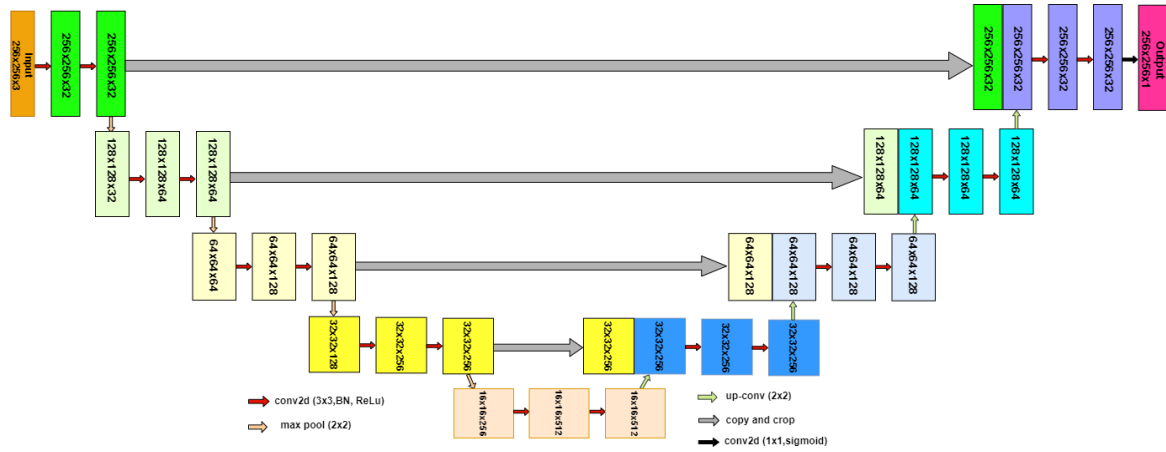 Input
256x256x3
256x256x32
256x256x32
256x256x32
256x256x32
256x256x32
256x256x32
Output
256x256x1
128x128x32
128x128x64
128x128x64
128x128x64
128x128x64
128x128x64
128x128x64
64x64x64
64x64x128
64x64x128
64x64x128
64x64x128
64x64x128
64x64x128
32x32x128
32x32x256
32x32x256
32x32x256
32x32x256
32x32x256
32x32x256
16x16x256
16x16x512
16x16x512
conv2d (3x3,BN, ReLu)
max pool (2x2)
up-conv (2x2)
copy and crop
conv2d (1x1,sigmoid)